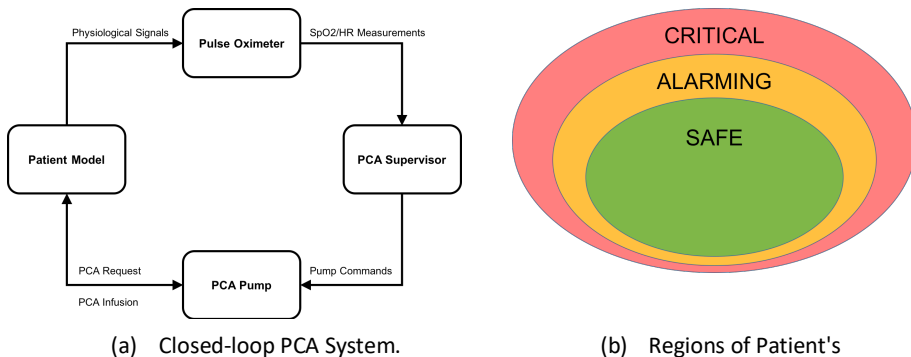 Physiological Signals
Pulse Oximeter
SpO2/HR Measurements
Patient Model
PCA Supervisor
PCA Request
PCA Infusion
PCA Pump
Pump Commands
(a) Closed-loop PCA System.
CRITICAL
ALARMING
SAFE
(b) Regions of Patient's